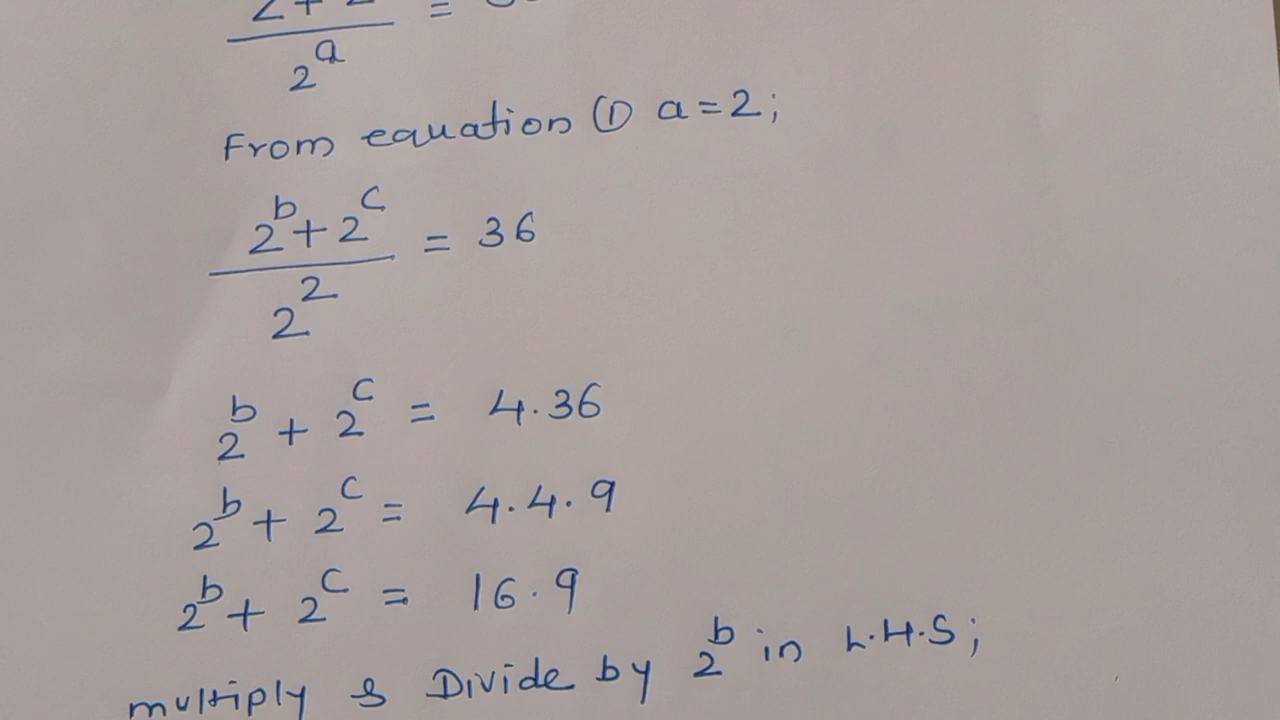 2^a
From equation ① a=2;
2^b+2^c
= 36
2^2
2^b + 2^c = 4.36
2^b + 2^c = 4.4.9
2^b + 2^c = 16.9
multiply & Divide by 2^b in L.H.S;